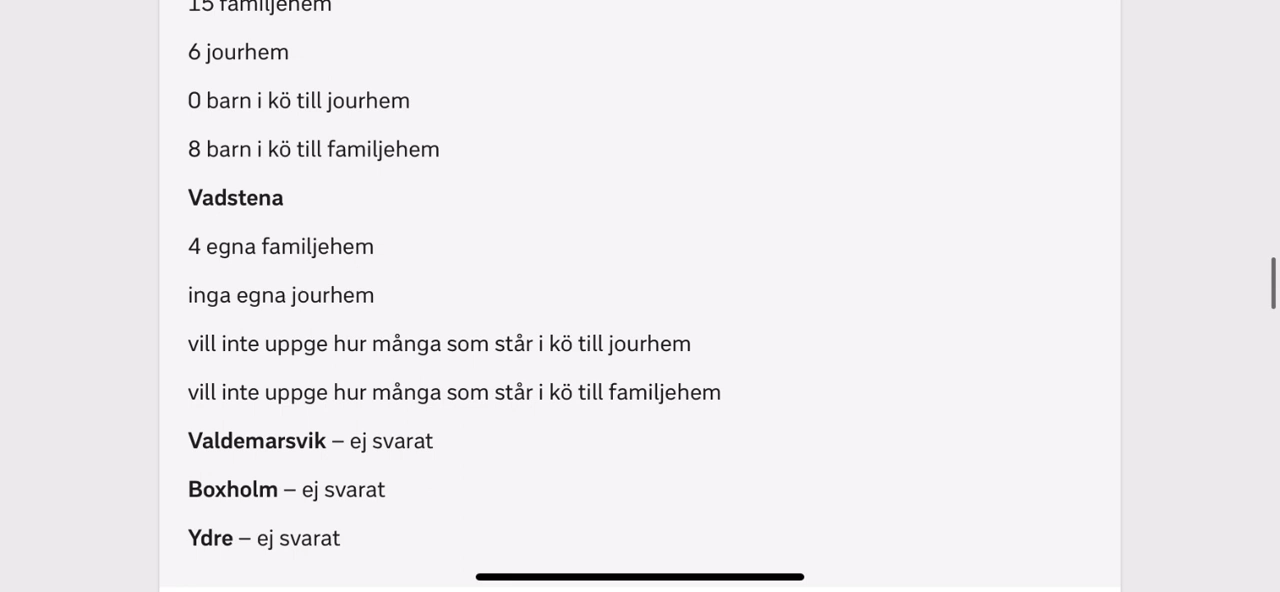 15 familjehem
6 jourhem
0 barn i kö till jourhem
8 barn i kö till familjehem
Vadstena
4 egna familjehem
inga egna jourhem
vill inte uppge hur många som står i kö till jourhem
vill inte uppge hur många som står i kö till familjehem
Valdemarsvik – ej svarat
Boxholm – ej svarat
Ydre – ej svarat